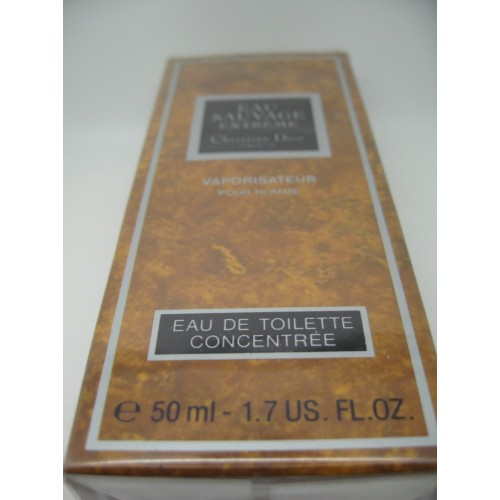 EAU
SAUVAGE
EXTREME
Christian Dior
VAPORISATEUR
POUR HOMME
EAU DE TOILETTE
CONCENTRÉE
℮ 50 ml - 1.7 US. FL.OZ.